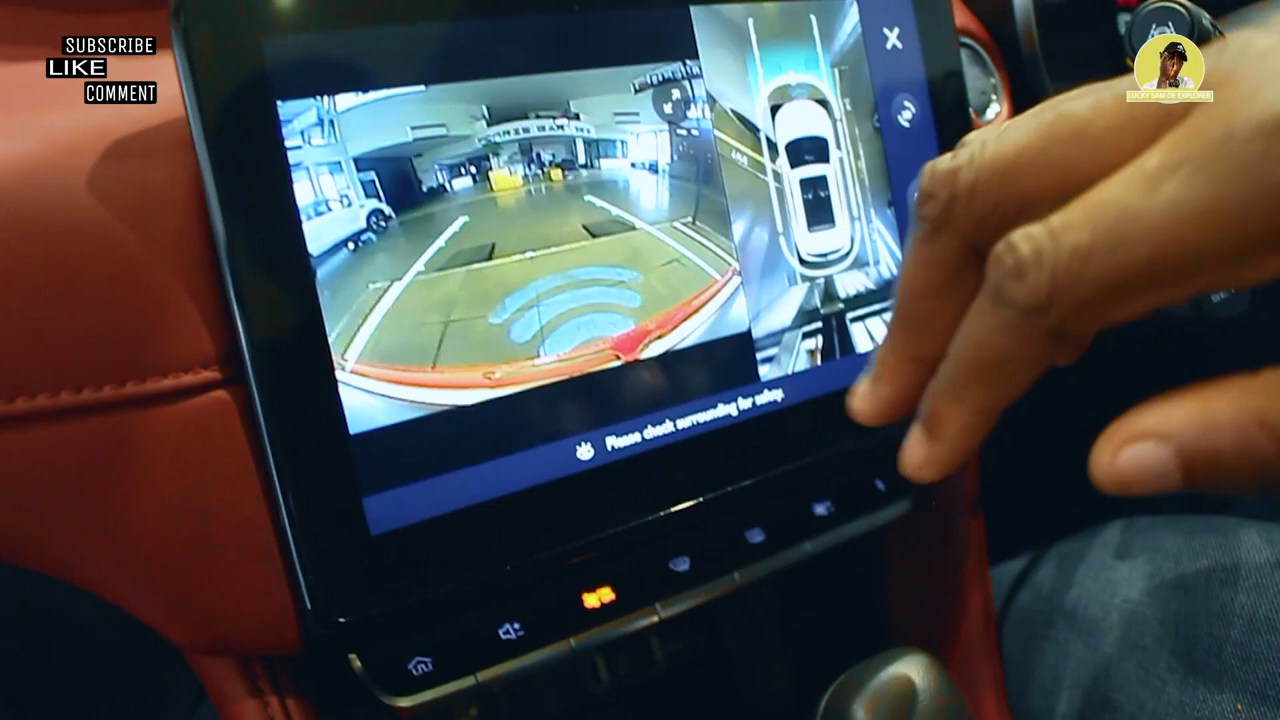 SUBSCRIBE
LIKE
COMMENT
LUCKY SAM DE EXPLORER
Please check surrounding for safety.